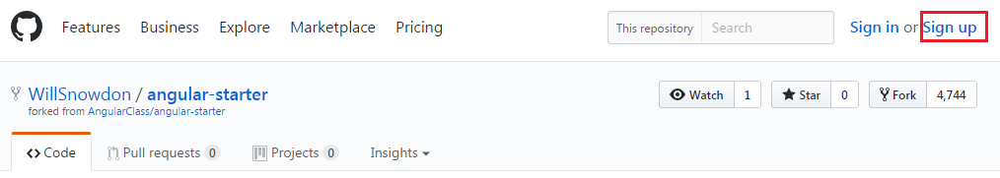 Features Business Explore Marketplace Pricing This repository Search Sign in or Sign up
WillSnowdon / angular-starter Watch 1 Star 0 Fork 4,744
forked from AngularClass/angular-starter
Code Pull requests 0 Projects 0 Insights